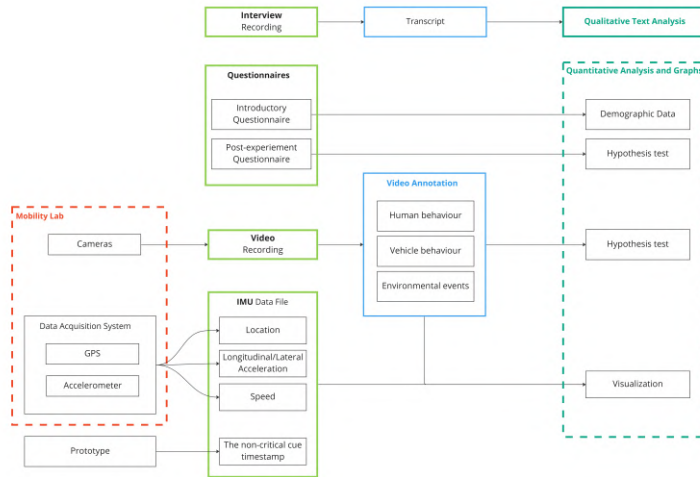 Interview
Recording
Transcript
Qualitative Text Analysis
Questionnaires
Quantitative Analysis and Graphs
Introductory
Questionnaire
Demographic Data
Post-experiement
Questionnaire
Hypothesis test
Video Annotation
Human behaviour
Mobility Lab
Cameras
Video
Recording
Vehicle behaviour
Hypothesis test
Environmental events
IMU Data File
Data Acquisition System
Location
GPS
Longitudinal/Lateral
Acceleration
Accelerometer
Speed
Visualization
Prototype
The non-critical cue
timestamp